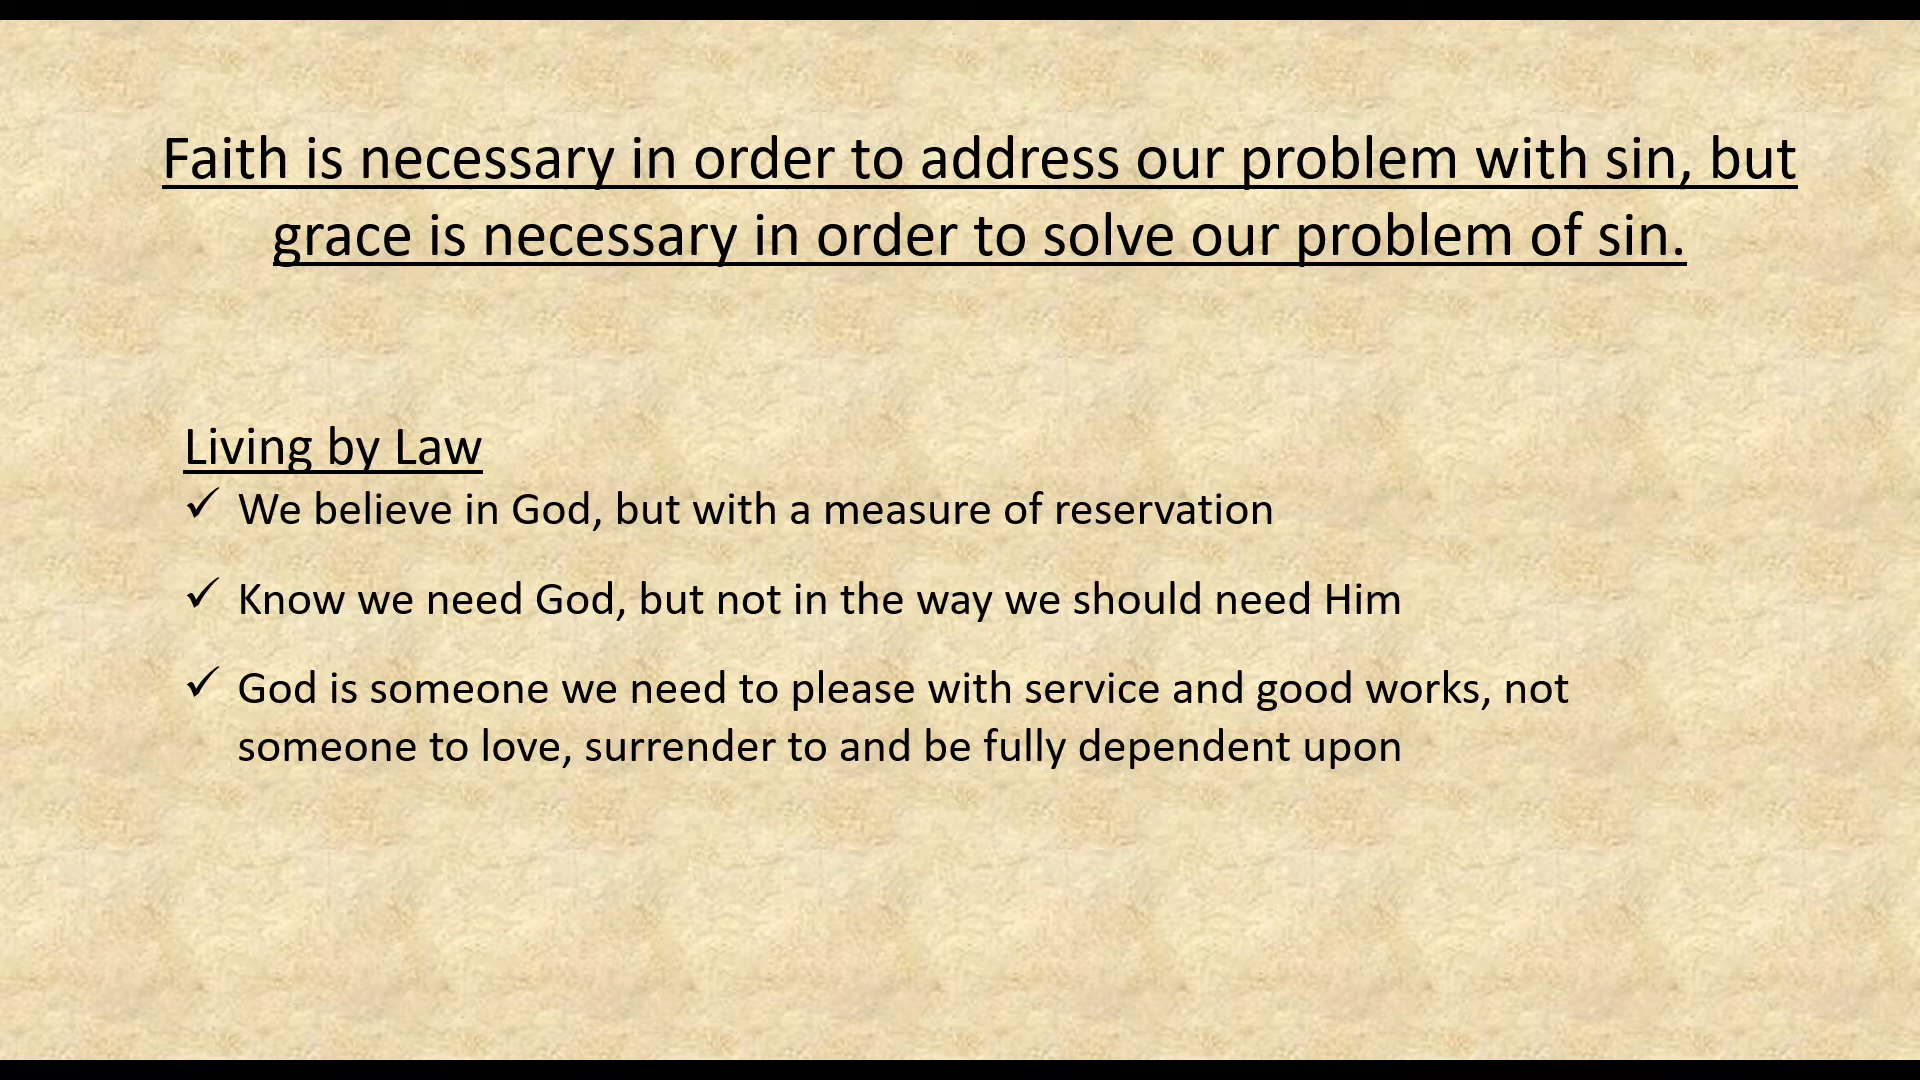 Faith is necessary in order to address our problem with sin, but
grace is necessary in order to solve our problem of sin.
Living by Law
✓ We believe in God, but with a measure of reservation
✓ Know we need God, but not in the way we should need Him
✓ God is someone we need to please with service and good works, not
someone to love, surrender to and be fully dependent upon